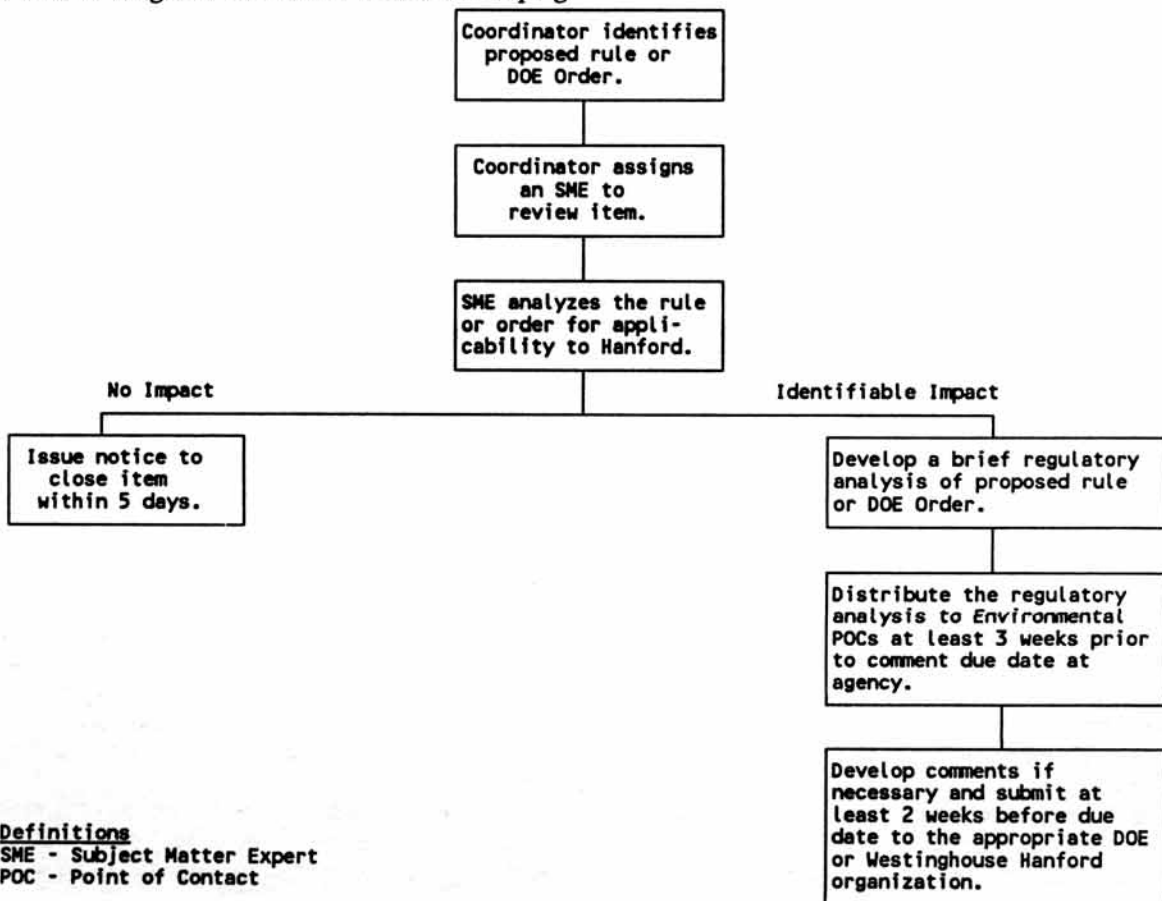 Coordinator identifies
proposed rule or
DOE Order.
Coordinator assigns
an SME to
review item.
SME analyzes the rule
or order for appli-
cability to Hanford.
No Impact
Identifiable Impact
Issue notice to
close item
within 5 days.
Develop a brief regulatory
analysis of proposed rule
or DOE Order.
Distribute the regulatory
analysis to Environmental
POCs at least 3 weeks prior
to comment due date at
agency.
Develop comments if
necessary and submit at
least 2 weeks before due
date to the appropriate DOE
or Westinghouse Hanford
organization.
Definitions
SME - Subject Matter Expert
POC - Point of Contact